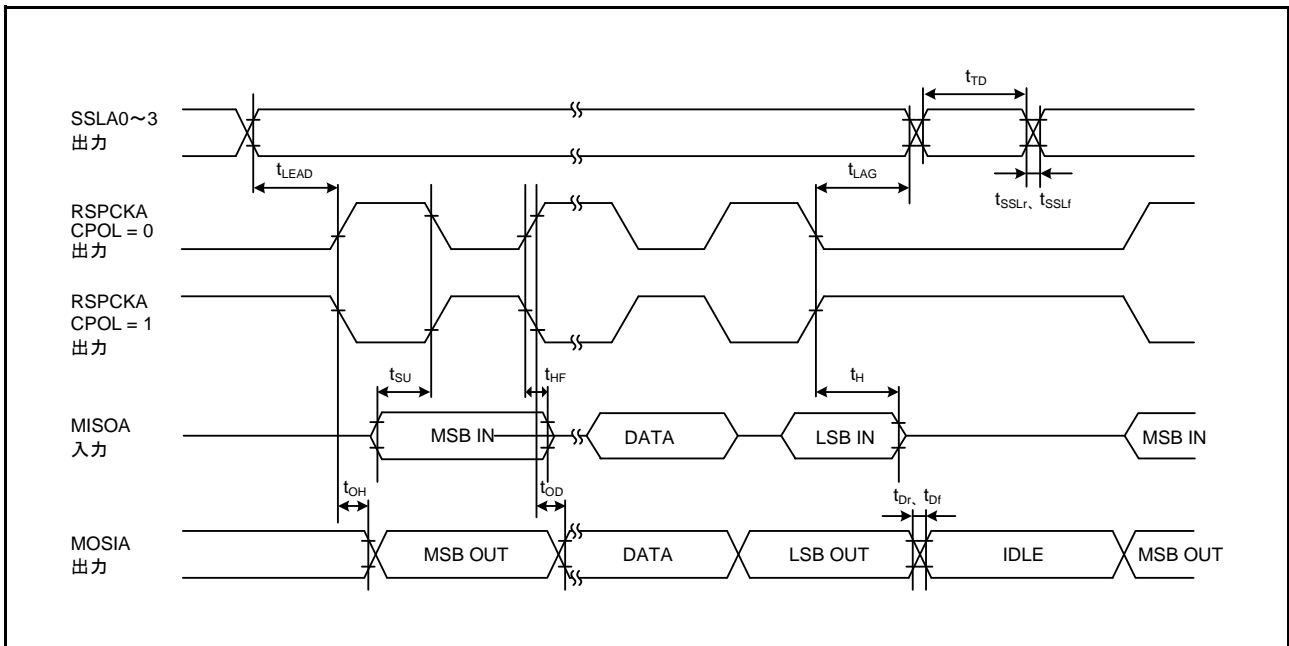 t_TD
SSLA0～3
出力
t_LEAD
t_LAG
t_SSLr、t_SSLf
RSPCKA
CPOL = 0
出力
RSPCKA
CPOL = 1
出力
t_SU
t_HF
t_H
MISOA
入力
MSB IN
DATA
LSB IN
MSB IN
t_OH
t_OD
t_Dr、t_Df
MOSIA
出力
MSB OUT
DATA
LSB OUT
IDLE
MSB OUT